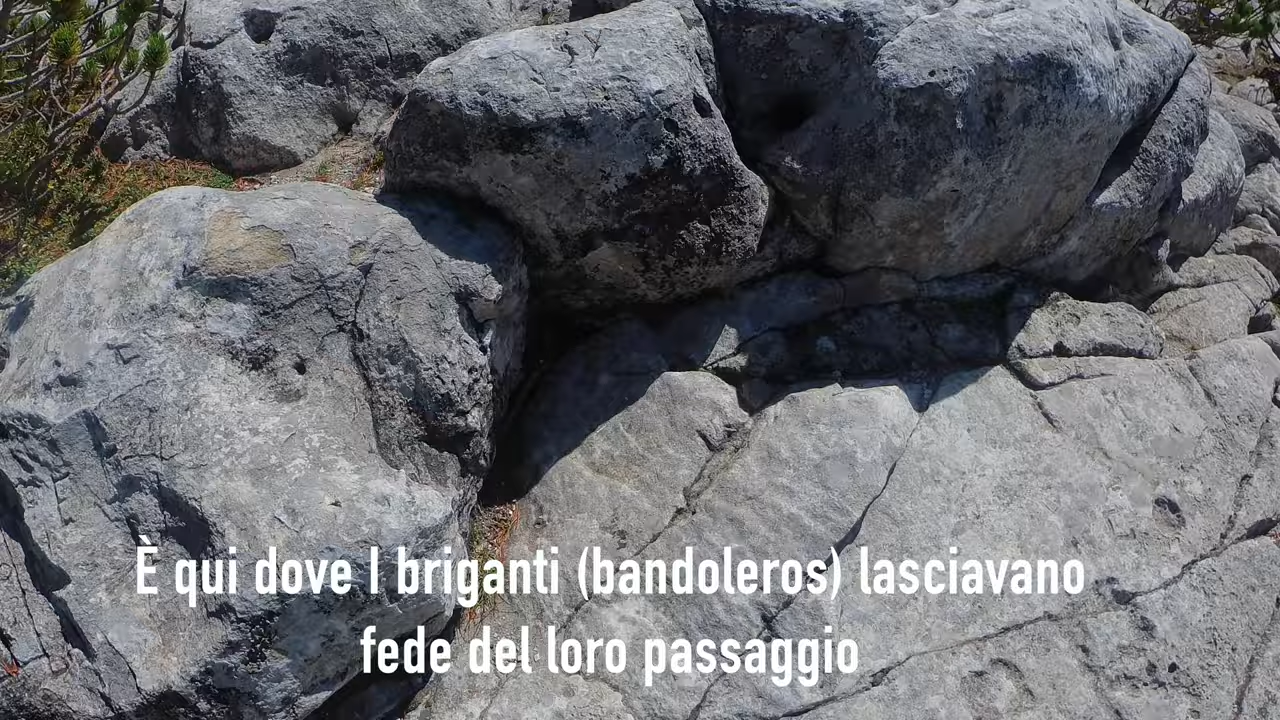 È qui dove I briganti (bandoleros) lasciavano
fede del loro passaggio